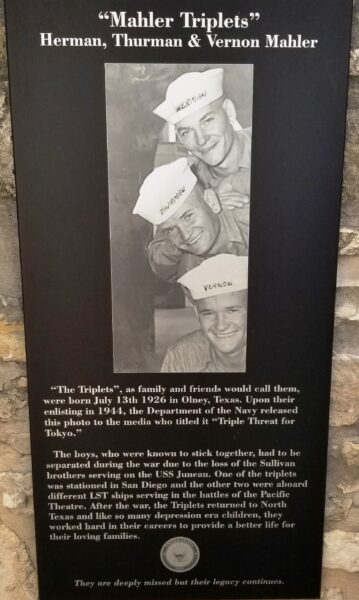 "Mahler Triplets"
Herman, Thurman & Vernon Mahler
HERMAN
THURMAN
VERNON
"The Triplets", as family and friends would call them,
were born July 13th 1926 in Olney, Texas. Upon their
enlisting in 1944, the Department of the Navy released
this photo to the media who titled it "Triple Threat for
Tokyo."
The boys, who were known to stick together, had to be
separated during the war due to the loss of the Sullivan
brothers serving on the USS Juneau. One of the triplets
was stationed in San Diego and the other two were aboard
different LST ships serving in the battles of the Pacific
Theatre. After the war, the Triplets returned to North
Texas and like so many depression era children, they
worked hard in their careers to provide a better life for
their loving families.
They are deeply missed but their legacy continues.